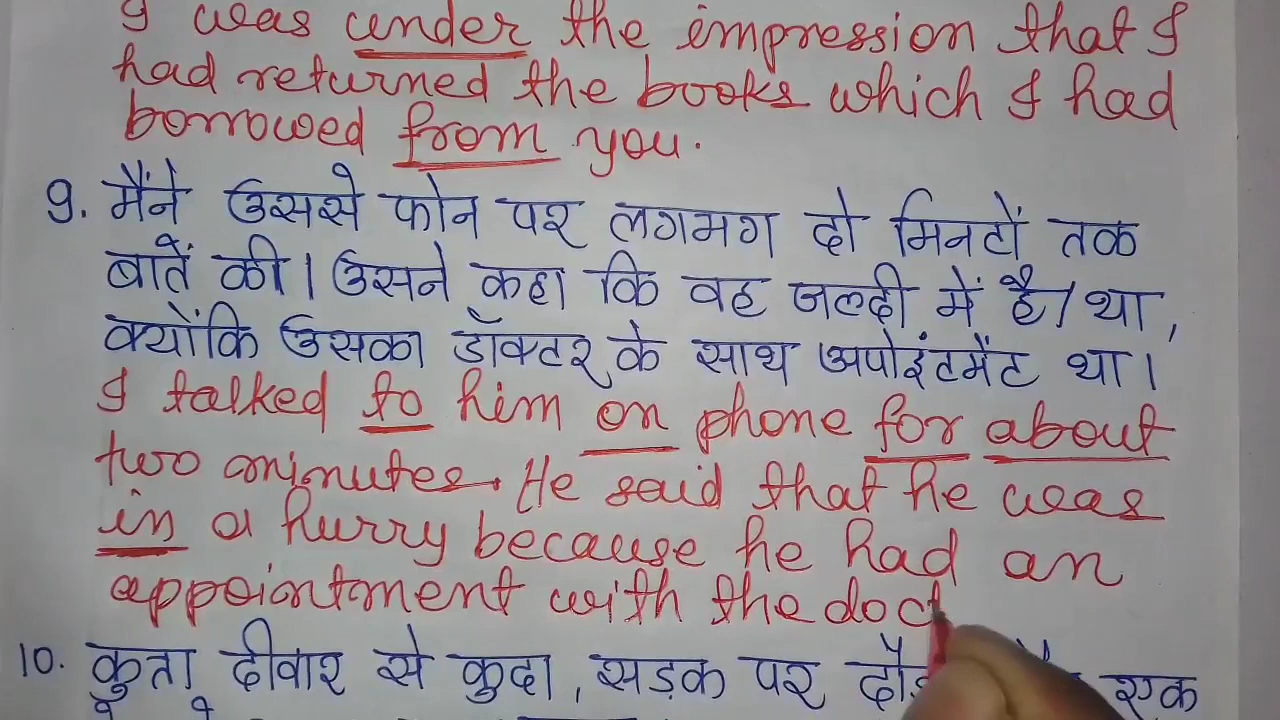 I was under the impression that I
had returned the books which I had
borrowed from you.
9. मैंने उससे फोन पर लगभग दो मिनटों तक
बातें की। उसने कहा कि वह जल्दी में है/था,
क्योंकि उसका डॉक्टर के साथ अपोइंटमेंट था।
I talked to him on phone for about
two minutes. He said that he was
in a hurry because he had an
appointment with the doc
10. कुत्ता दीवार से कुदा, सड़क पर एक